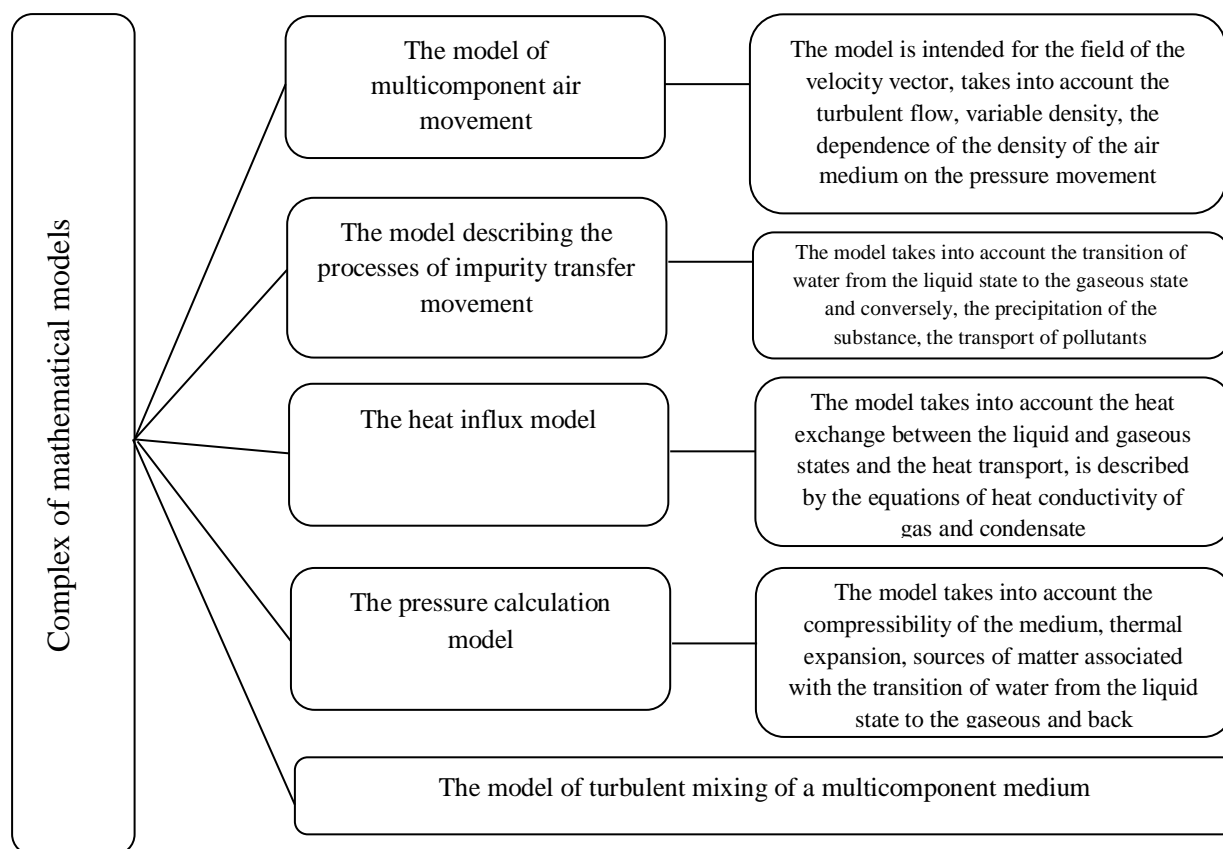 Complex of mathematical models
The model of
multicomponent air
movement
The model is intended for the field of the
velocity vector, takes into account the
turbulent flow, variable density, the
dependence of the density of the air
medium on the pressure movement
The model describing the
processes of impurity transfer
movement
The model takes into account the transition of
water from the liquid state to the gaseous state
and conversely, the precipitation of the
substance, the transport of pollutants
The heat influx model
The model takes into account the heat
exchange between the liquid and gaseous
states and the heat transport, is described
by the equations of heat conductivity of
gas and condensate
The pressure calculation
model
The model takes into account the
compressibility of the medium, thermal
expansion, sources of matter associated
with the transition of water from the liquid
state to the gaseous and back
The model of turbulent mixing of a multicomponent medium